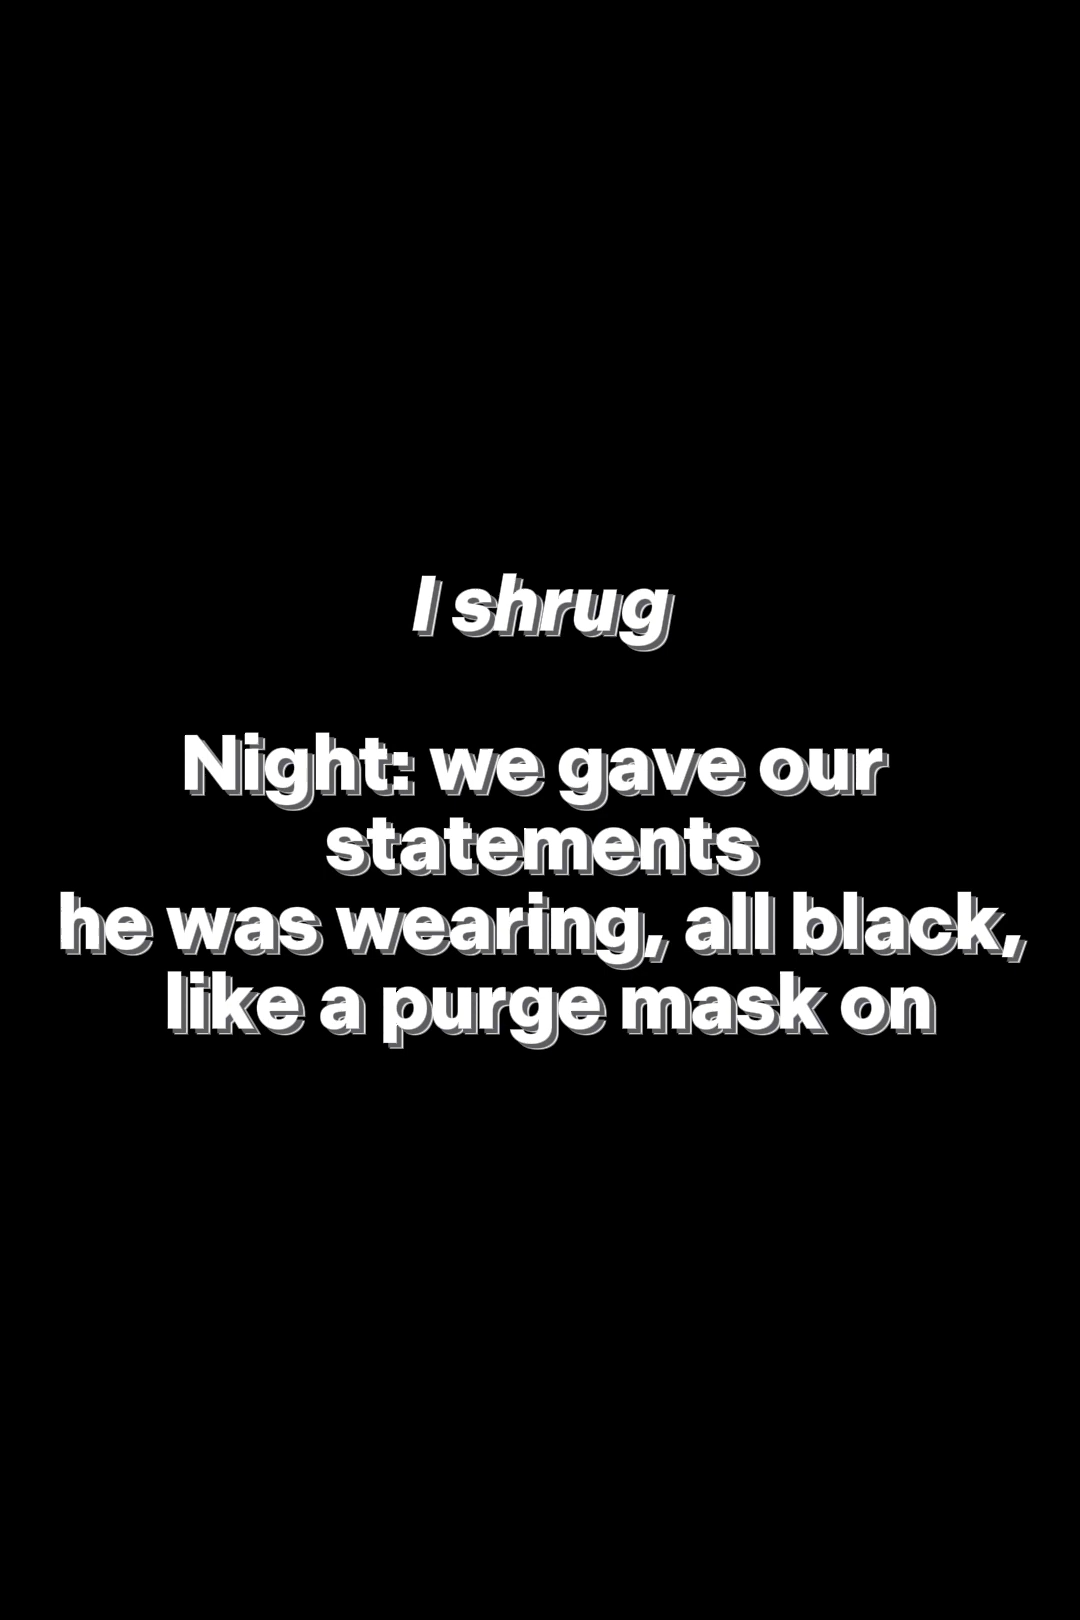 I shrug
Night: we gave our
statements
he was wearing, all black,
like a purge mask on